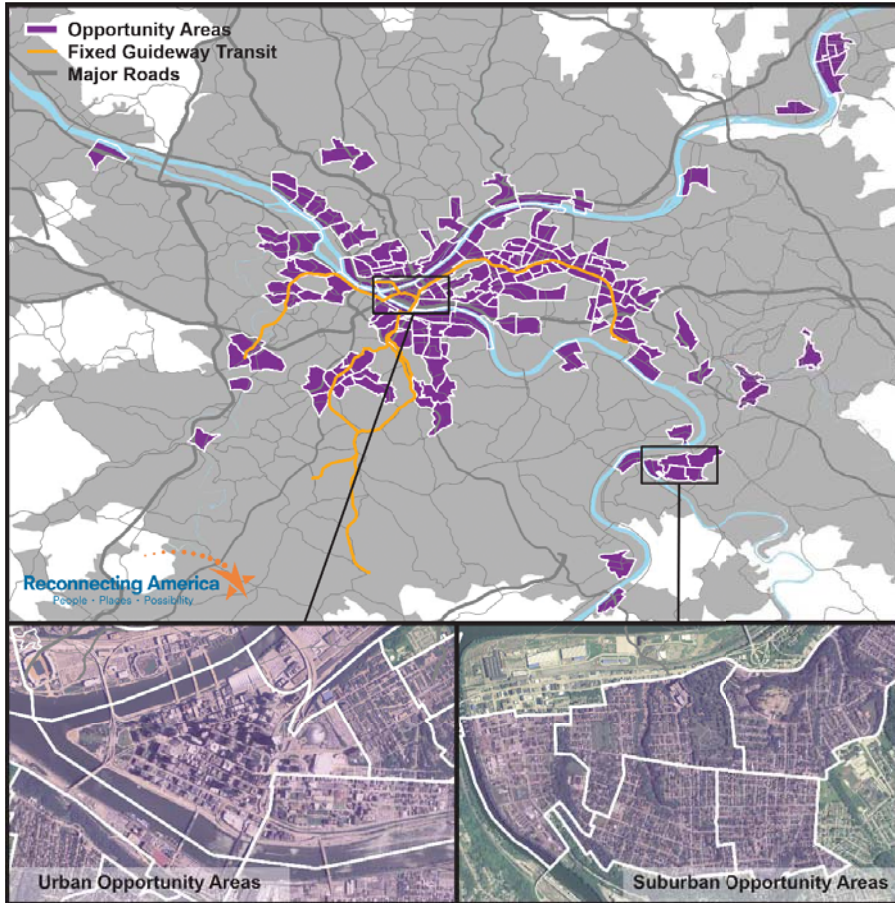 Opportunity Areas
Fixed Guideway Transit
Major Roads
Reconnecting America
People • Places • Possibility
Urban Opportunity Areas
Suburban Opportunity Areas